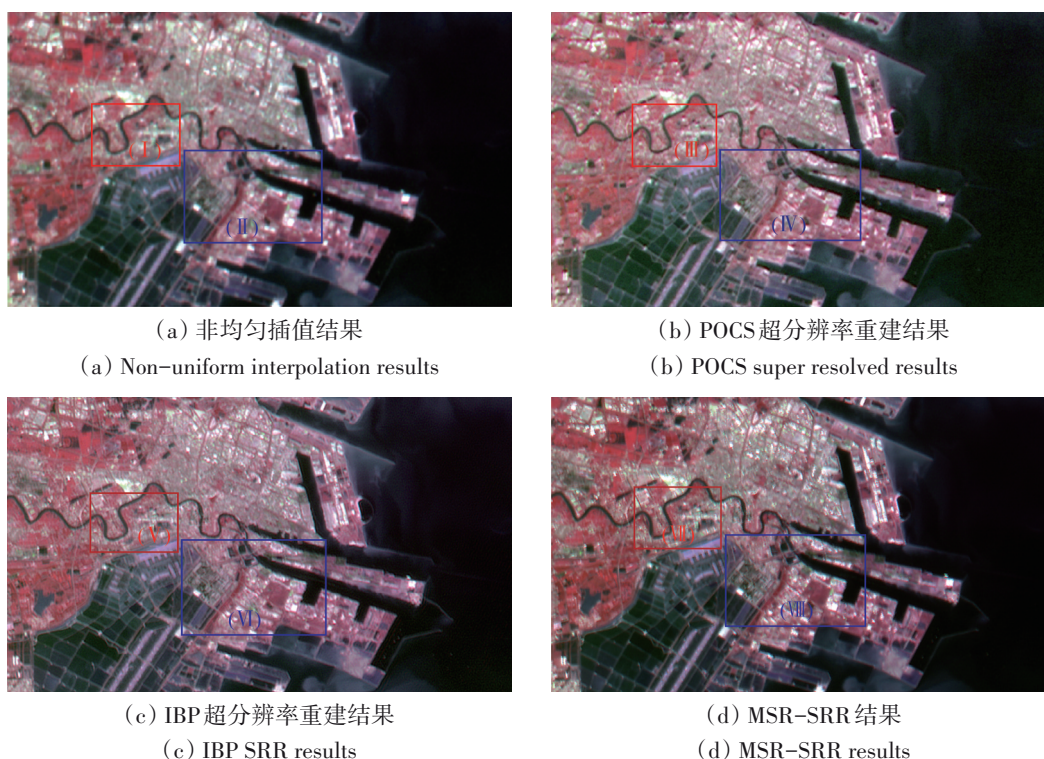 (I)
(II)
(III)
(IV)
(a) 非均匀插值结果
(a) Non-uniform interpolation results
(b) POCS超分辨率重建结果
(b) POCS super resolved results
(V)
(VI)
(VII)
(VIII)
(c) IBP超分辨率重建结果
(c) IBP SRR results
(d) MSR-SRR结果
(d) MSR-SRR results